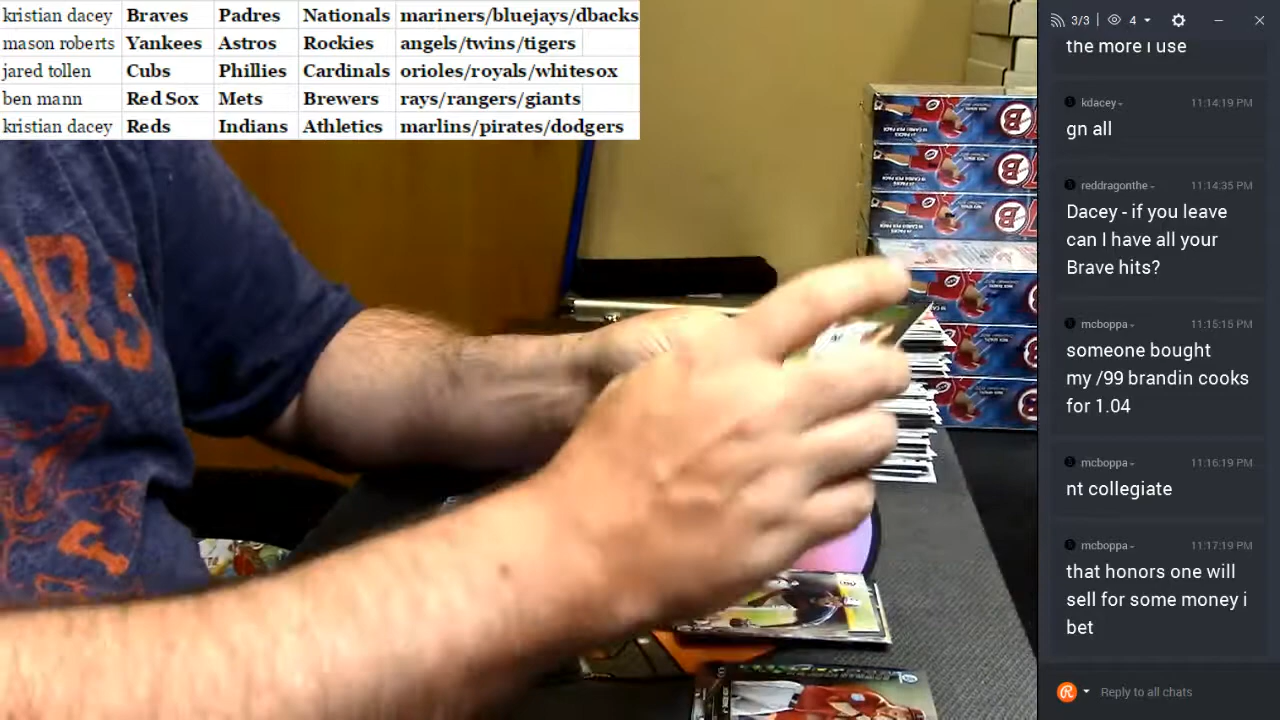 kristian dacey Braves Padres Nationals mariners/bluejays/dbacks
mason roberts Yankees Astros Rockies angels/twins/tigers
jared tollen Cubs Phillies Cardinals orioles/royals/whitesox
ben mann Red Sox Mets Brewers rays/rangers/giants
kristian dacey Reds Indians Athletics marlins/pirates/dodgers
3/3 4
the more i use
kdacey 11:14:19 PM
gn all
reddragonthe 11:14:35 PM
Dacey - if you leave
can I have all your
Brave hits?
mcboppa 11:15:15 PM
someone bought
my /99 brandin cooks
for 1.04
mcboppa 11:16:19 PM
nt collegiate
mcboppa 11:17:19 PM
that honors one will
sell for some money i
bet
Reply to all chats
B